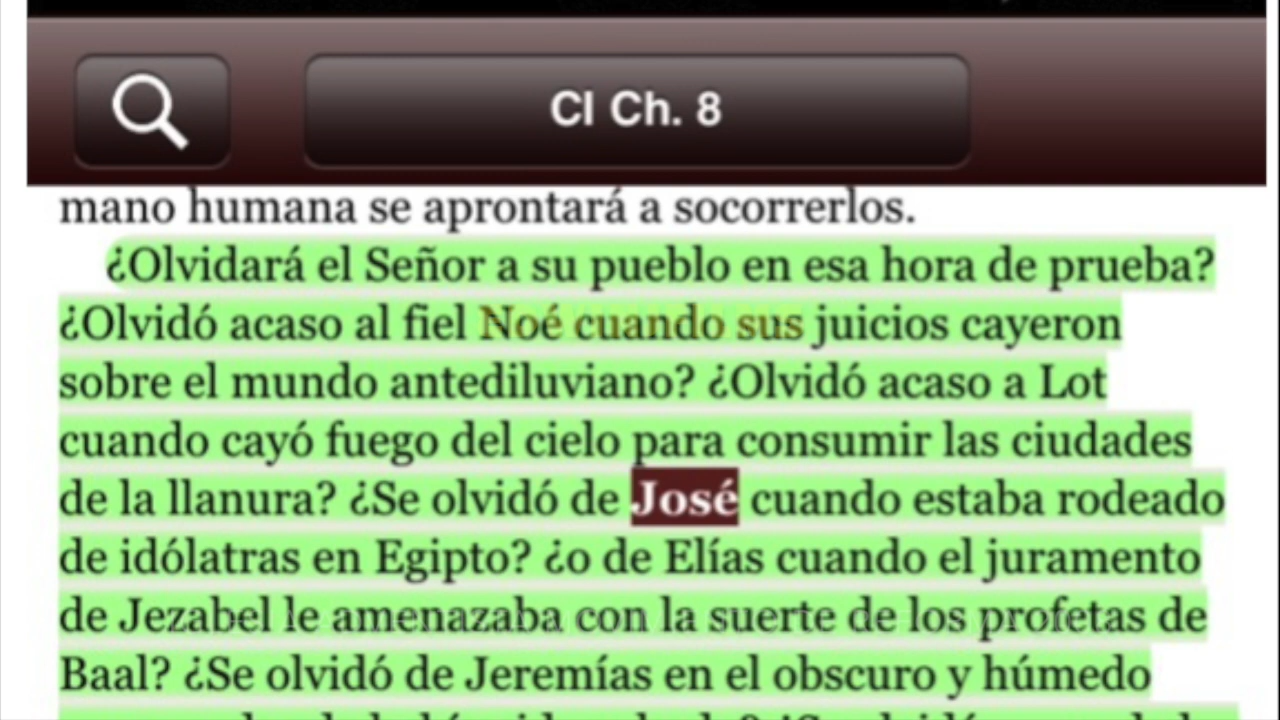 CI Ch. 8
mano humana se aprontará a socorrerlos.
¿Olvidará el Señor a su pueblo en esa hora de prueba?
¿Olvidó acaso al fiel Noé cuando sus juicios cayeron
sobre el mundo antediluviano? ¿Olvidó acaso a Lot
cuando cayó fuego del cielo para consumir las ciudades
de la llanura? ¿Se olvidó de José cuando estaba rodeado
de idólatras en Egipto? ¿o de Elías cuando el juramento
de Jezabel le amenazaba con la suerte de los profetas de
Baal? ¿Se olvidó de Jeremías en el obscuro y húmedo